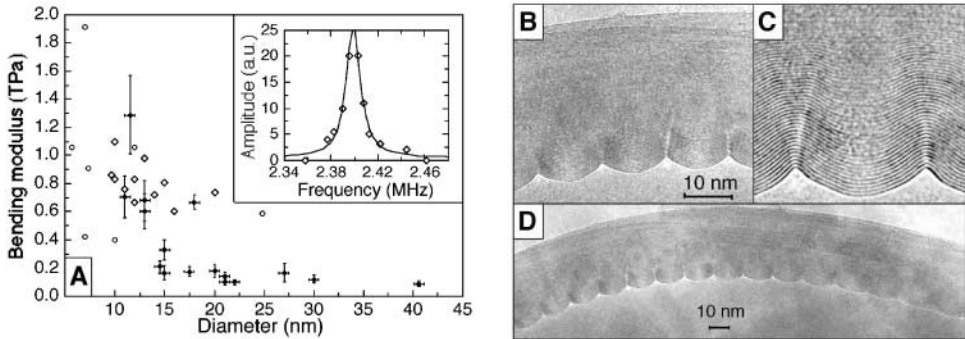 2.0
1.8
1.6
1.4
1.2
1.0
0.8
0.6
0.4
0.2
0.0
Bending modulus (TPa)
10 15 20 25 30 35 40 45
Diameter (nm)
A
25
20
15
10
5
0
Amplitude (a.u.)
2.34 2.36 2.38 2.40 2.42 2.44 2.46
Frequency (MHz)
B
10 nm
C
D
10 nm